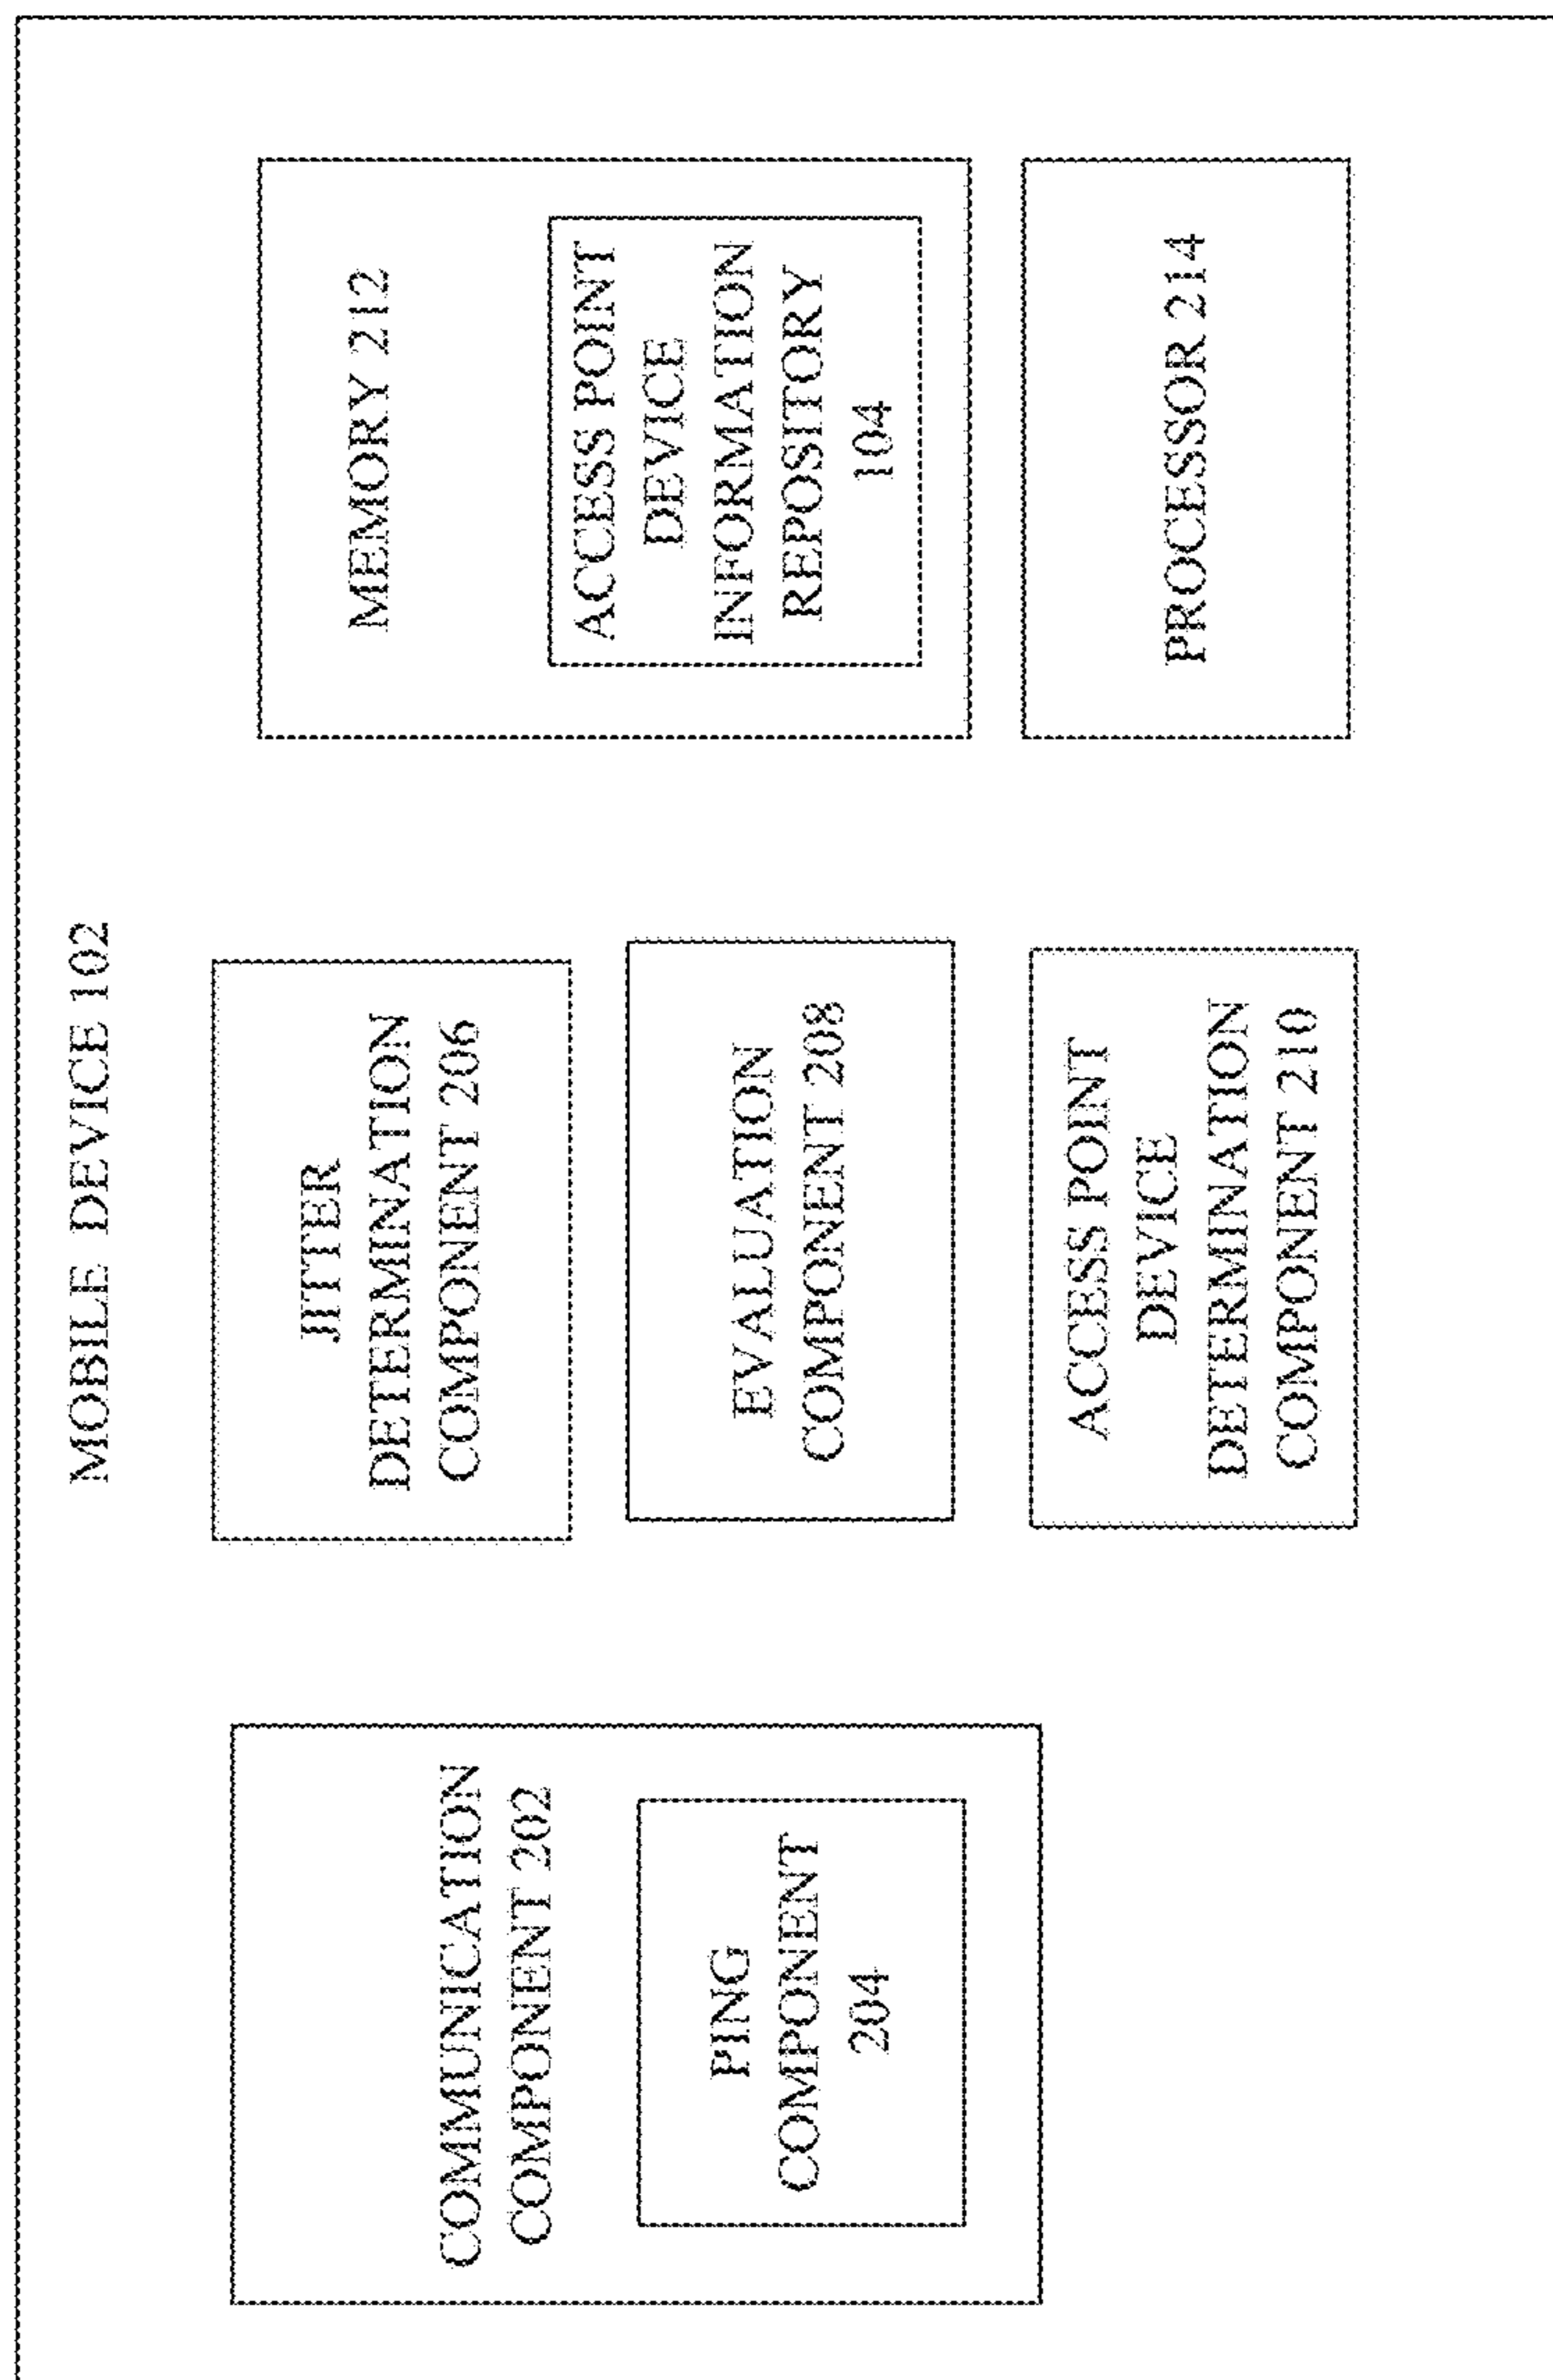 MOBILE DEVICE 102
COMMUNICATION
COMPONENT 202
PING
COMPONENT
204
JITTER
DETERMINATION
COMPONENT 206
EVALUATION
COMPONENT 208
ACCESS POINT
DEVICE
DETERMINATION
COMPONENT 210
MEMORY 212
ACCESS POINT
DEVICE
INFORMATION
REPOSITORY
104
PROCESSOR 214